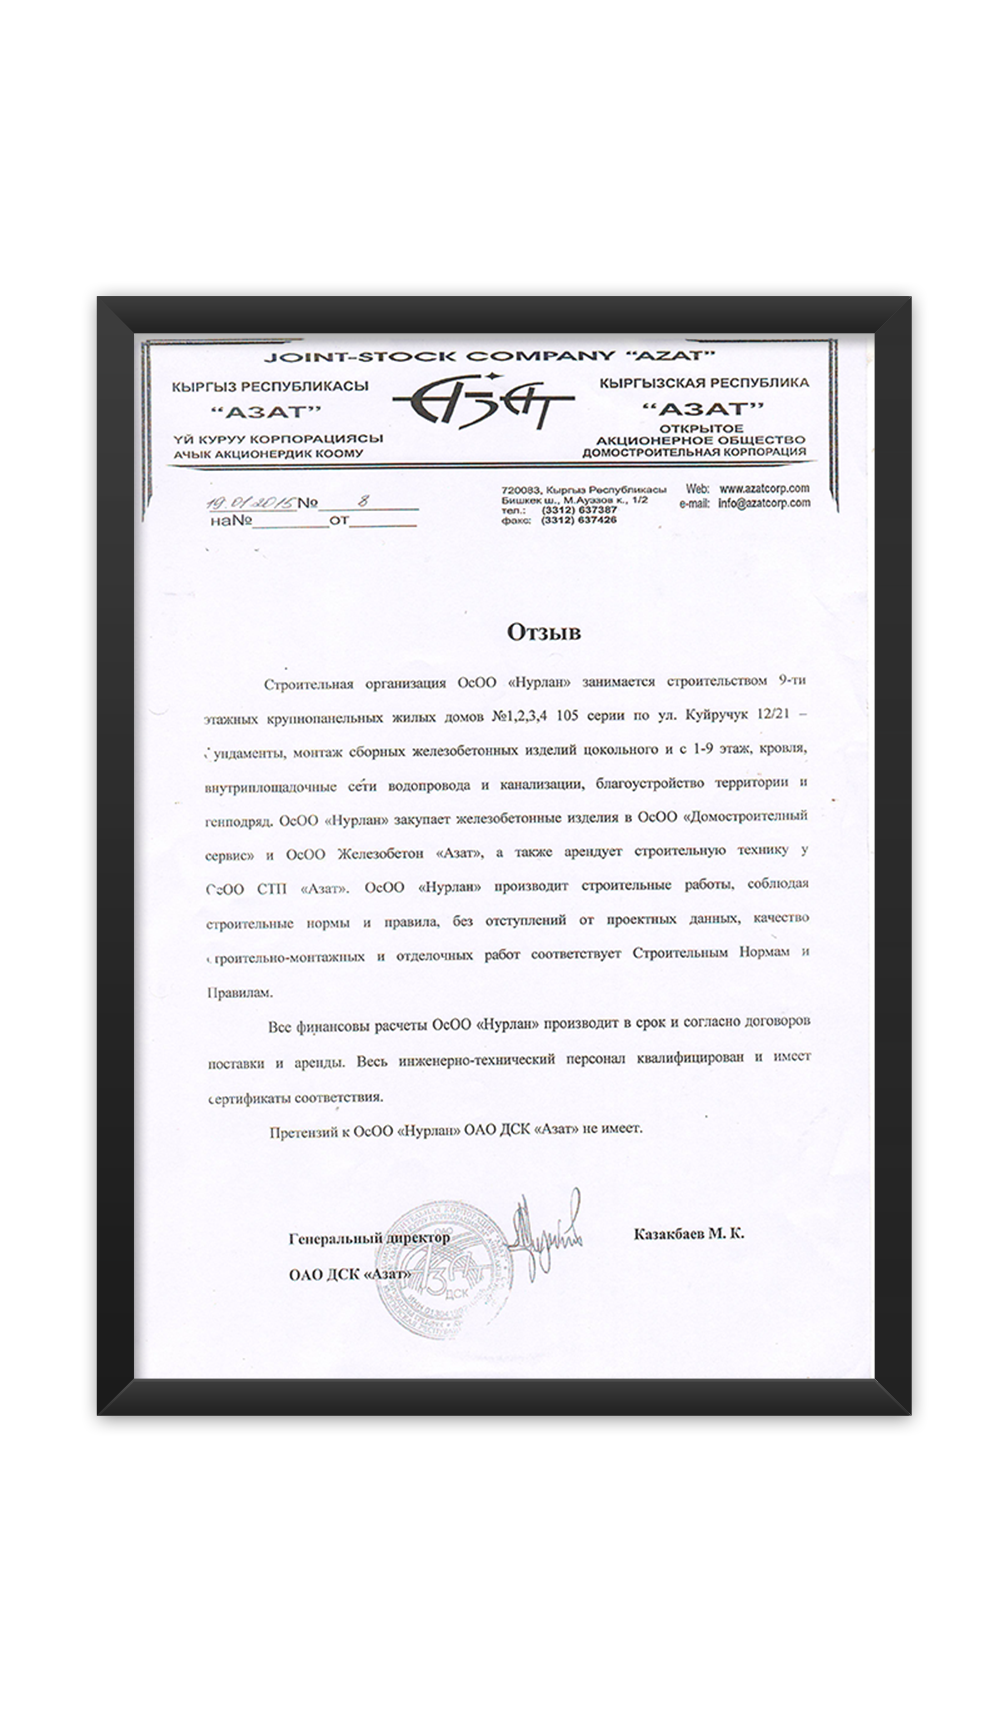 JOINT-STOCK COMPANY “AZAT”
КЫРГЫЗ РЕСПУБЛИКАСЫ
“АЗАТ”
ҮЙ КУРУУ КОРПОРАЦИЯСЫ
АЧЫК АКЦИОНЕРДИК КООМУ
АЗАТ
КЫРГЫЗСКАЯ РЕСПУБЛИКА
“АЗАТ”
ОТКРЫТОЕ
АКЦИОНЕРНОЕ ОБЩЕСТВО
ДОМОСТРОИТЕЛЬНАЯ КОРПОРАЦИЯ
19.01.2015 № 8
на№ от
720083, Кыргыз Республикасы
Бишкек ш., М.Ауэзов к., 1/2
тел.: (3312) 637387
факс: (3312) 637426
Web: www.azatcorp.com
e-mail: info@azatcorp.com
Отзыв
Строительная организация ОсОО «Нурлан» занимается строительством 9-ти
этажных крупнопанельных жилых домов №1,2,3,4 105 серии по ул. Куйручук 12/21 –
фундаменты, монтаж сборных железобетонных изделий цокольного и с 1-9 этаж, кровля,
внутриплощадочные сети водопровода и канализации, благоустройство территории и
генподряд. ОсОО «Нурлан» закупает железобетонные изделия в ОсОО «Домостроителный
сервис» и ОсОО Железобетон «Азат», а также арендует строительную технику у
ОсОО СТП «Азат». ОсОО «Нурлан» производит строительные работы, соблюдая
строительные нормы и правила, без отступлений от проектных данных, качество
строительно-монтажных и отделочных работ соответствует Строительным Нормам и
Правилам.
Все финансовы расчеты ОсОО «Нурлан» производит в срок и согласно договоров
поставки и аренды. Весь инженерно-технический персонал квалифицирован и имеет
сертификаты соответствия.
Претензий к ОсОО «Нурлан» ОАО ДСК «Азат» не имеет.
Генеральный директор
Казакбаев М. К.
ОАО ДСК «Азат»
ОАО
ДСК